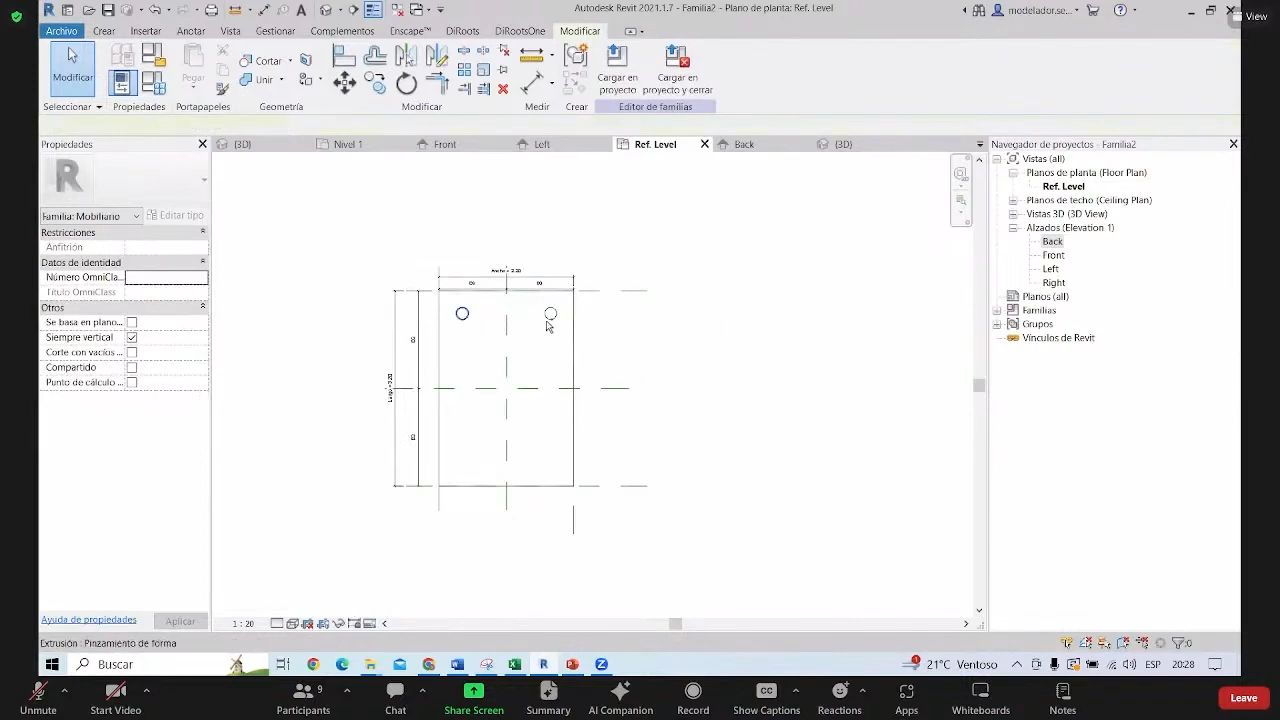 Autodesk Revit 2021.1.7 - Familia2 - Plano de planta: Ref. Level
modelador.se...
View
Archivo Crear Insertar Anotar Vista Gestionar Complementos Enscape™ DiRoots DiRootsOne Modificar
Modificar
Pegar
Cortar
Unir
Cargar en proyecto
Cargar en proyecto y cerrar
Seleccionar Propiedades Portapapeles Geometría Modificar Medir Crear Editor de familias
Propiedades
(3D) Nivel 1 Front Left Ref. Level Back (3D)
Navegador de proyectos - Familia2
R
Familia: Mobiliario
Editar tipo
Restricciones
Anfitrión
Datos de identidad
Número OmniCla...
Título OmniClass
Otros
Se basa en plano...
Siempre vertical
Corte con vacíos ...
Compartido
Punto de cálculo ...
Vistas (all)
Planos de planta (Floor Plan)
Ref. Level
Planos de techo (Ceiling Plan)
Vistas 3D (3D View)
Alzados (Elevation 1)
Back
Front
Left
Right
Planos (all)
Familias
Grupos
Vínculos de Revit
Ayuda de propiedades
Aplicar
1 : 20
Extrusión : Pinzamiento de forma
:0
Buscar
21°C Ventoso
ESP
2028
Unmute
Start Video
Participants
9
Chat
Share Screen
Summary
AI Companion
Record
Show Captions
Reactions
Apps
Whiteboards
Notes
Leave